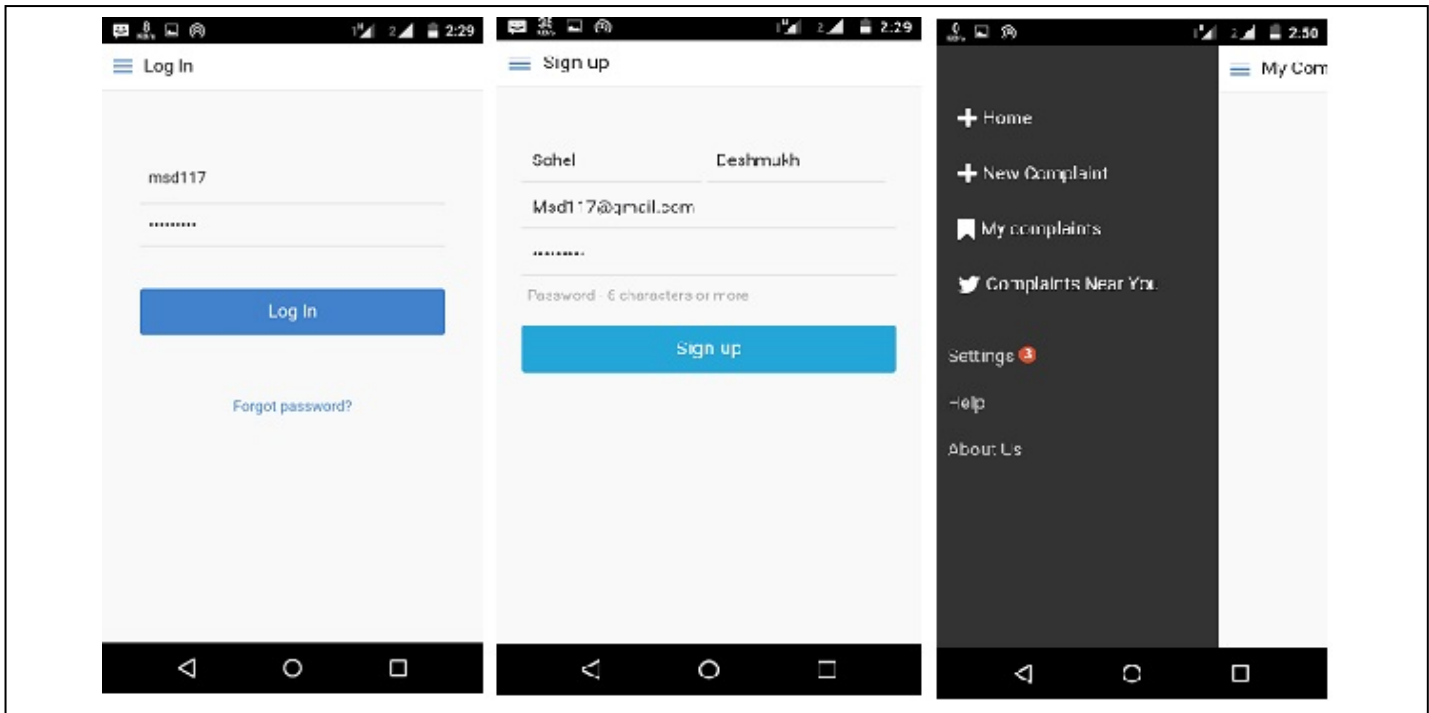 2:29
Log In
msd117
Log In
Forgot password?
2:29
Sign up
Sohel Deshmukh
Msd117@gmail.com
Password - 6 characters or more
Sign up
2:50
My Com
Home
New Complaint
My complaints
Complaints Near You
Settings 3
Help
About Us